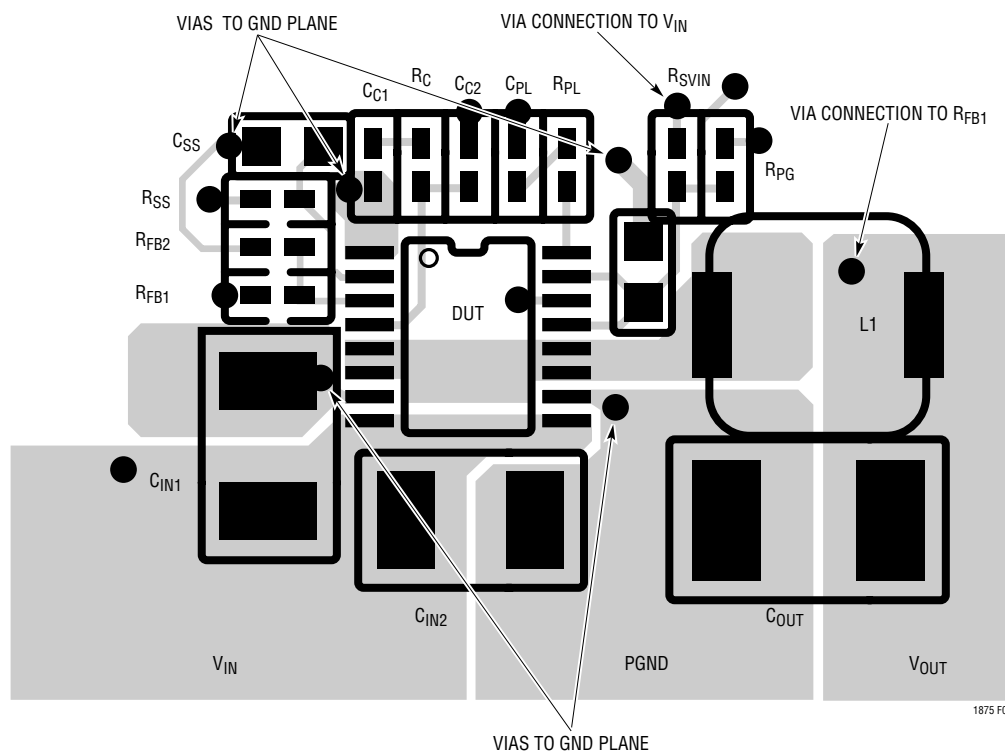 VIAS TO GND PLANE
VIA CONNECTION TO VIN
CC1
RC
CC2
CPL
RPL
RSVIN
VIA CONNECTION TO RFB1
CSS
RPG
RSS
RFB2
RFB1
DUT
L1
CIN1
CIN2
COUT
VIN
PGND
VOUT
VIAS TO GND PLANE